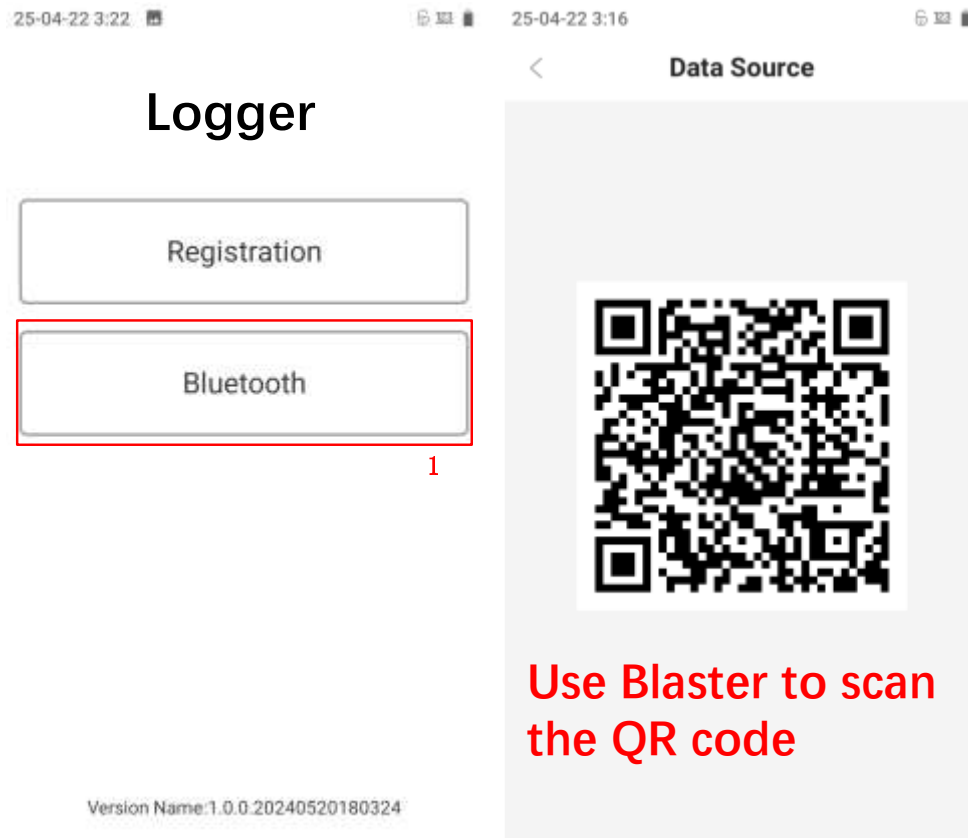 25-04-22 3:22
Logger
Registration
Bluetooth
1
Version Name:1.0.0.20240520180324
25-04-22 3:16
Data Source
Use Blaster to scan
the QR code